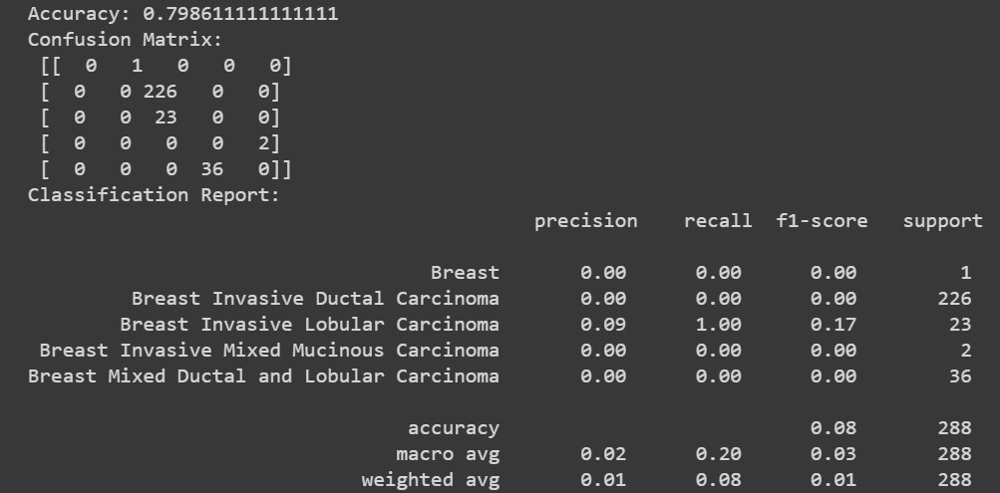 Accuracy: 0.798611111111111
Confusion Matrix:
[[ 0 1 0 0 0]
[ 0 0 226 0 0]
[ 0 0 23 0 0]
[ 0 0 0 0 2]
[ 0 0 0 36 0]]
Classification Report:
precision recall f1-score support
Breast 0.00 0.00 0.00 1
Breast Invasive Ductal Carcinoma 0.00 0.00 0.00 226
Breast Invasive Lobular Carcinoma 0.09 1.00 0.17 23
Breast Invasive Mixed Mucinous Carcinoma 0.00 0.00 0.00 2
Breast Mixed Ductal and Lobular Carcinoma 0.00 0.00 0.00 36
accuracy 0.08 288
macro avg 0.02 0.20 0.03 288
weighted avg 0.01 0.08 0.01 288